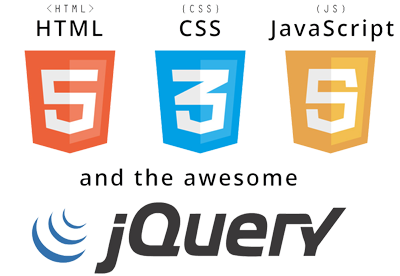 <HTML> (CSS) (JS)
HTML CSS JavaScript
5 3 5
and the awesome
jQuery